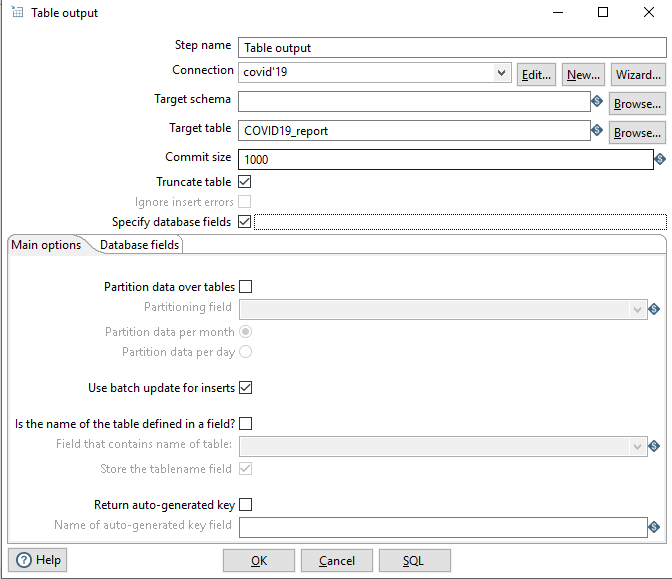 Table output
Step name Table output
Connection covid'19 Edit... New... Wizard...
Target schema Browse...
Target table COVID19_report Browse...
Commit size 1000
Truncate table
Ignore insert errors
Specify database fields
Main options Database fields
Partition data over tables
Partitioning field
Partition data per month
Partition data per day
Use batch update for inserts
Is the name of the table defined in a field?
Field that contains name of table:
Store the tablename field
Return auto-generated key
Name of auto-generated key field
Help OK Cancel SQL